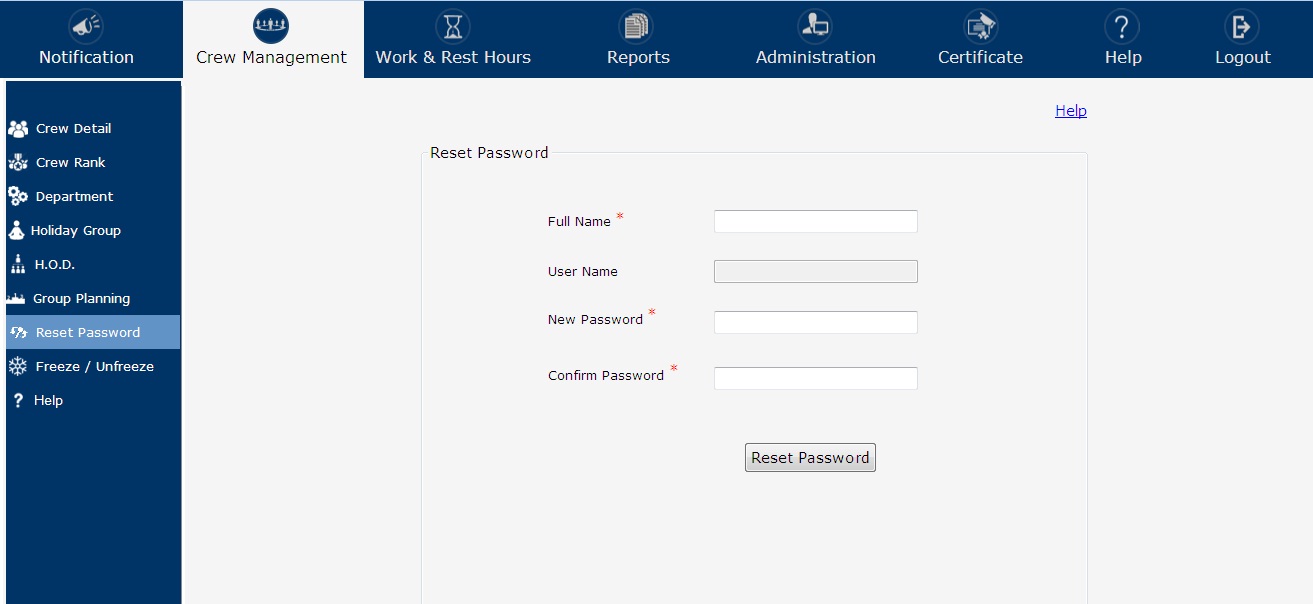 Notification Crew Management Work & Rest Hours Reports Administration Certificate Help Logout
Help
Crew Detail
Crew Rank
Department
Holiday Group
H.O.D.
Group Planning
Reset Password
Freeze / Unfreeze
? Help
Reset Password
Full Name *
User Name
New Password *
Confirm Password *
Reset Password